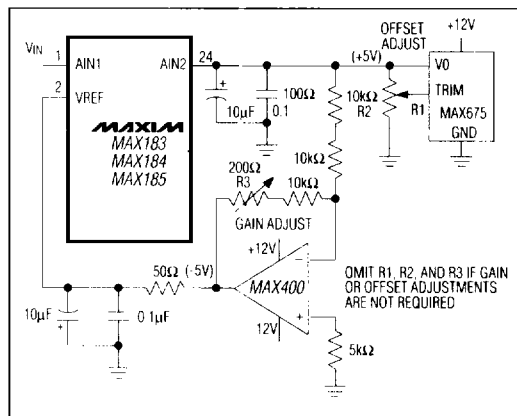 OFFSET
ADJUST
+12V
VIN
1
AIN1
AIN2
24
(+5V)
V0
2
VREF
TRIM
R1
MAX675
GND
10µF
+
100Ω
0.1
10kΩ
R2
MAXIM
MAX183
MAX184
MAX185
10kΩ
200Ω
R3
10kΩ
GAIN ADJUST
+12V
−
MAX400
+
12V
50Ω
(-5V)
OMIT R1, R2, AND R3 IF GAIN
OR OFFSET ADJUSTMENTS
ARE NOT REQUIRED
10µF
+
0 1µF
5kΩ